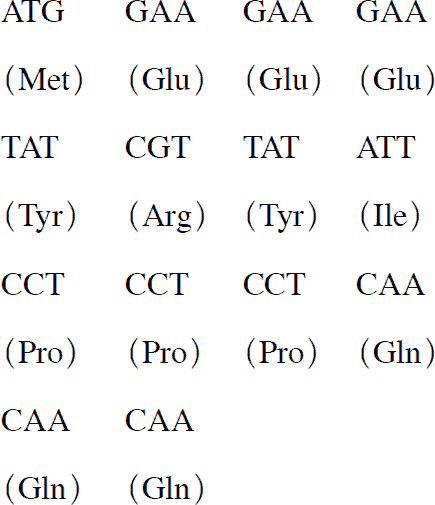 ATG GAA GAA GAA
(Met) (Glu) (Glu) (Glu)
TAT CGT TAT ATT
(Tyr) (Arg) (Tyr) (Ile)
CCT CCT CCT CAA
(Pro) (Pro) (Pro) (Gln)
CAA CAA
(Gln) (Gln)